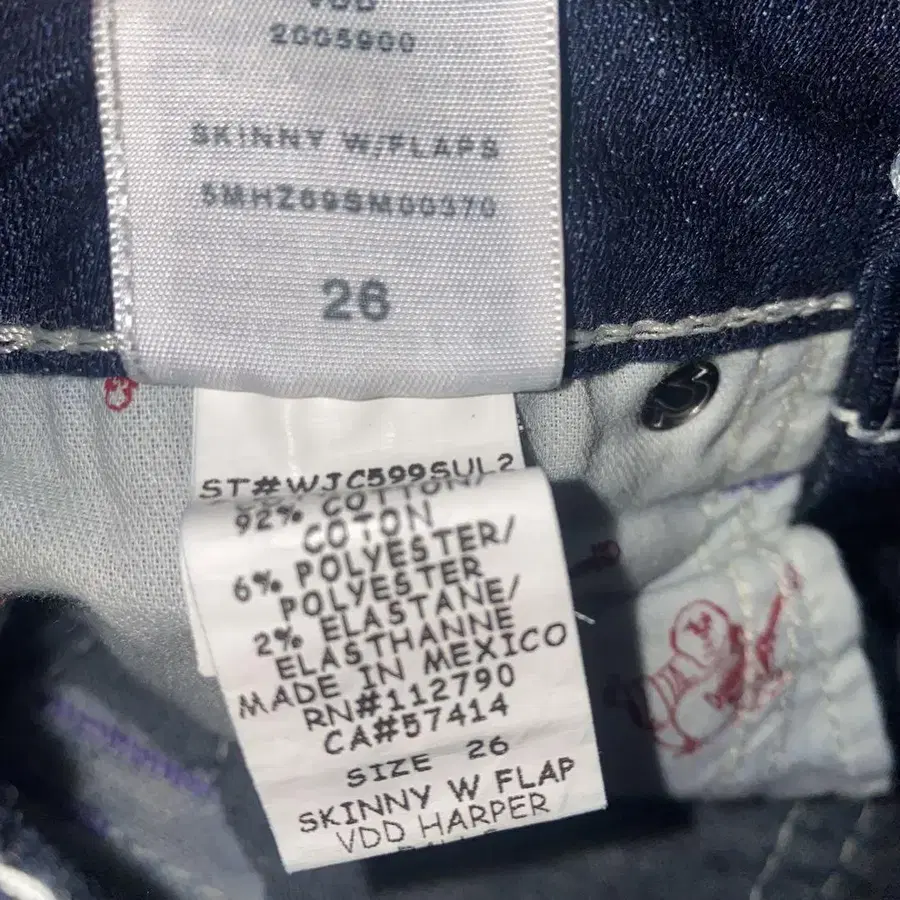 2005900
SKINNY W/FLAPS
5MHZ69SM00370
26
ST#WJC599SUL2
92% COTTON/
COTON
6% POLYESTER/
POLYESTER
2% ELASTANE/
ELASTHANNE
MADE IN MEXICO
RN#112790
CA#57414
SIZE 26
SKINNY W FLAP
VDD HARPER